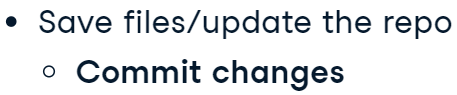 • Save files/update the repo
○ Commit changes